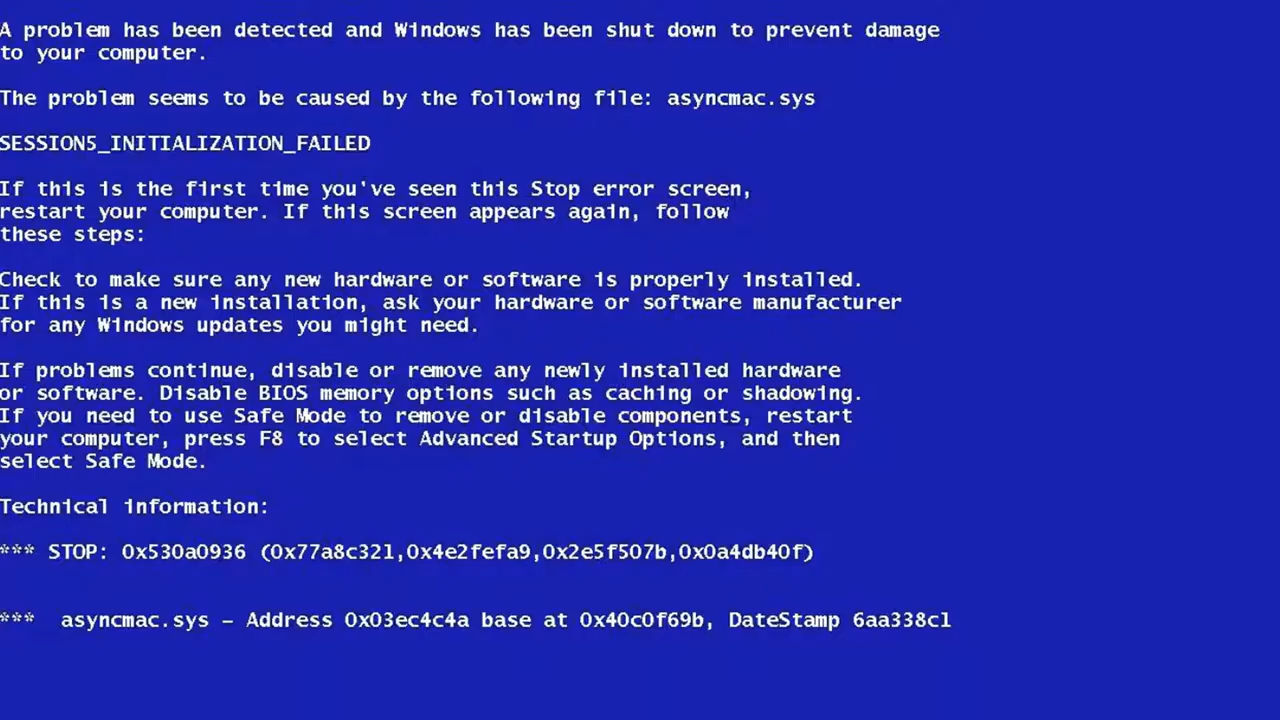 A problem has been detected and Windows has been shut down to prevent damage
to your computer.
The problem seems to be caused by the following file: asyncmac.sys
SESSION5_INITIALIZATION_FAILED
If this is the first time you've seen this Stop error screen,
restart your computer. If this screen appears again, follow
these steps:
Check to make sure any new hardware or software is properly installed.
If this is a new installation, ask your hardware or software manufacturer
for any Windows updates you might need.
If problems continue, disable or remove any newly installed hardware
or software. Disable BIOS memory options such as caching or shadowing.
If you need to use Safe Mode to remove or disable components, restart
your computer, press F8 to select Advanced Startup Options, and then
select Safe Mode.
Technical information:
*** STOP: 0x530a0936 (0x77a8c321,0x4e2fefa9,0x2e5f507b,0x0a4db40f)
***  asyncmac.sys – Address 0x03ec4c4a base at 0x40c0f69b, DateStamp 6aa338c1